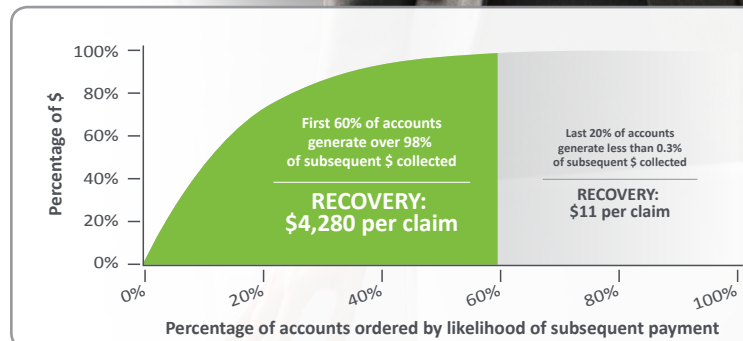 100%
80%
60%
40%
20%
0%
Percentage of $
First 60% of accounts
generate over 98%
of subsequent $ collected
RECOVERY:
$4,280 per claim
Last 20% of accounts
generate less than 0.3%
of subsequent $ collected
RECOVERY:
$11 per claim
0%
20%
40%
60%
80%
100%
Percentage of accounts ordered by likelihood of subsequent payment